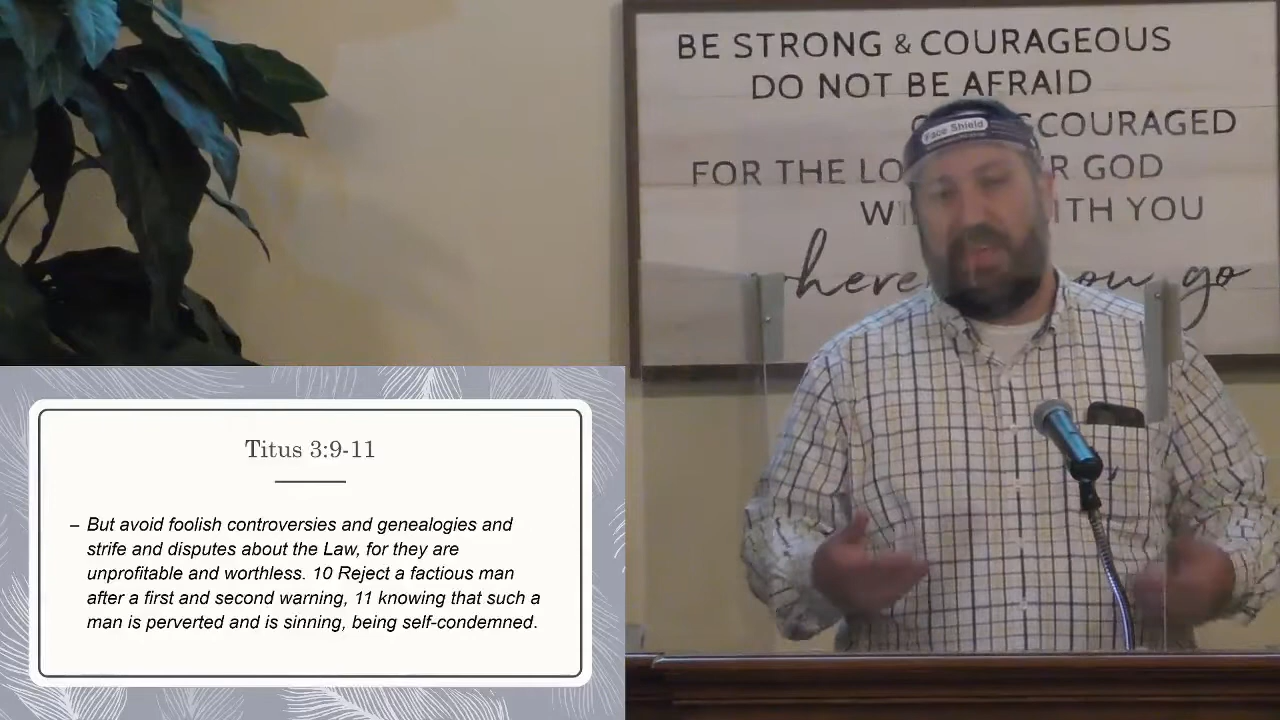 BE STRONG & COURAGEOUS
DO NOT BE AFRAID
SCOURAGED
FOR THE LO R GOD
WI ITH YOU
here ow go
Face Shield
Titus 3:9-11
– But avoid foolish controversies and genealogies and
strife and disputes about the Law, for they are
unprofitable and worthless. 10 Reject a factious man
after a first and second warning, 11 knowing that such a
man is perverted and is sinning, being self-condemned.